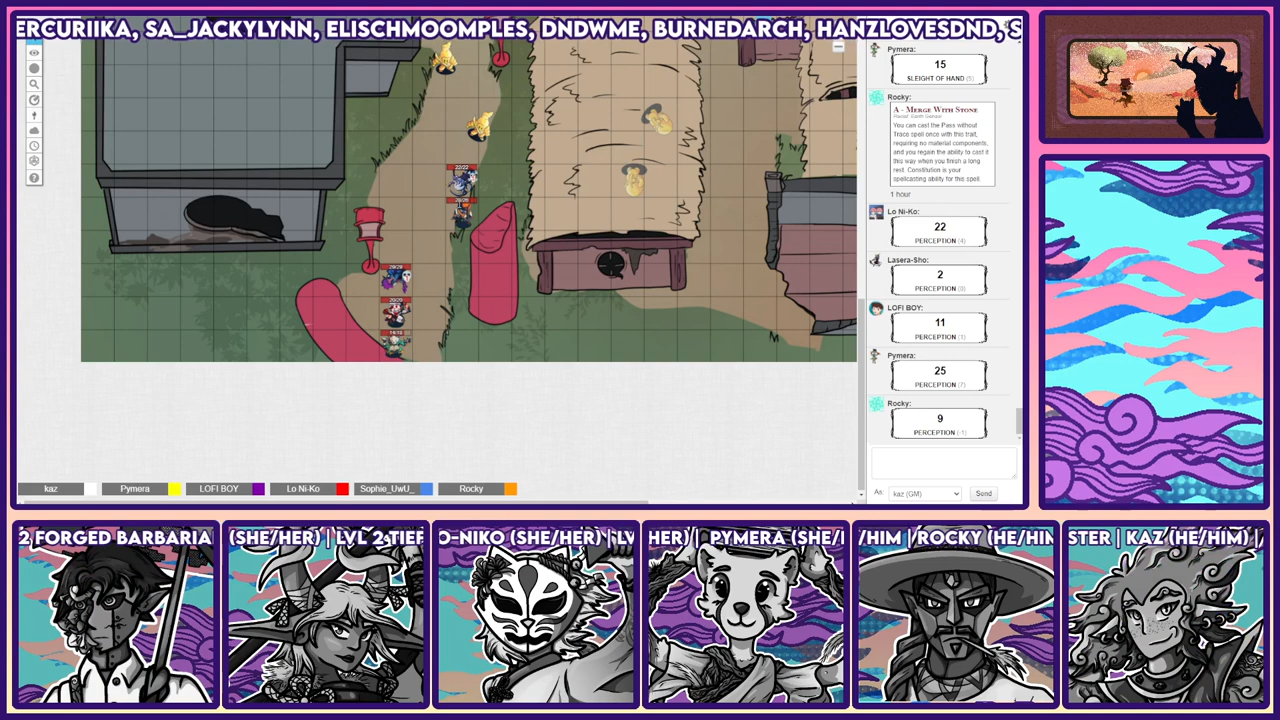 ERCURIIKA, SA_JACKYLYNN, ELISCHMOOMPLES, DNDWME, BURNEDARCH, HANZLOVESDND, S
Pymera:
15
SLEIGHT OF HAND (5)
Rocky:
A - Merge With Stone
You can cast the Pass without
Trace spell once with this trait,
requiring no material components,
and you regain the ability to cast it
this way when you finish a long
rest. Constitution is your
spellcasting ability for this spell.
1 hour
Lo Ni-Ko:
22
PERCEPTION (4)
Lasera-Sho:
2
PERCEPTION (0)
LOFI BOY:
11
PERCEPTION (1)
Pymera:
25
PERCEPTION (7)
Rocky:
9
PERCEPTION (-1)
As:
kaz (GM)
Send
22/22
29/29
kaz
Pymera
LOFI BOY
Lo Ni-Ko
Sophie_UwU_
Rocky
2 FORGED BARBARIA
(SHE/HER) | LVL 2 TIEF
O-NIKO (SHE/HER) | LV
HER) | PYMERA (SHE/
/HIM | ROCKY (HE/HIM
STER | KAZ (HE/HIM) |